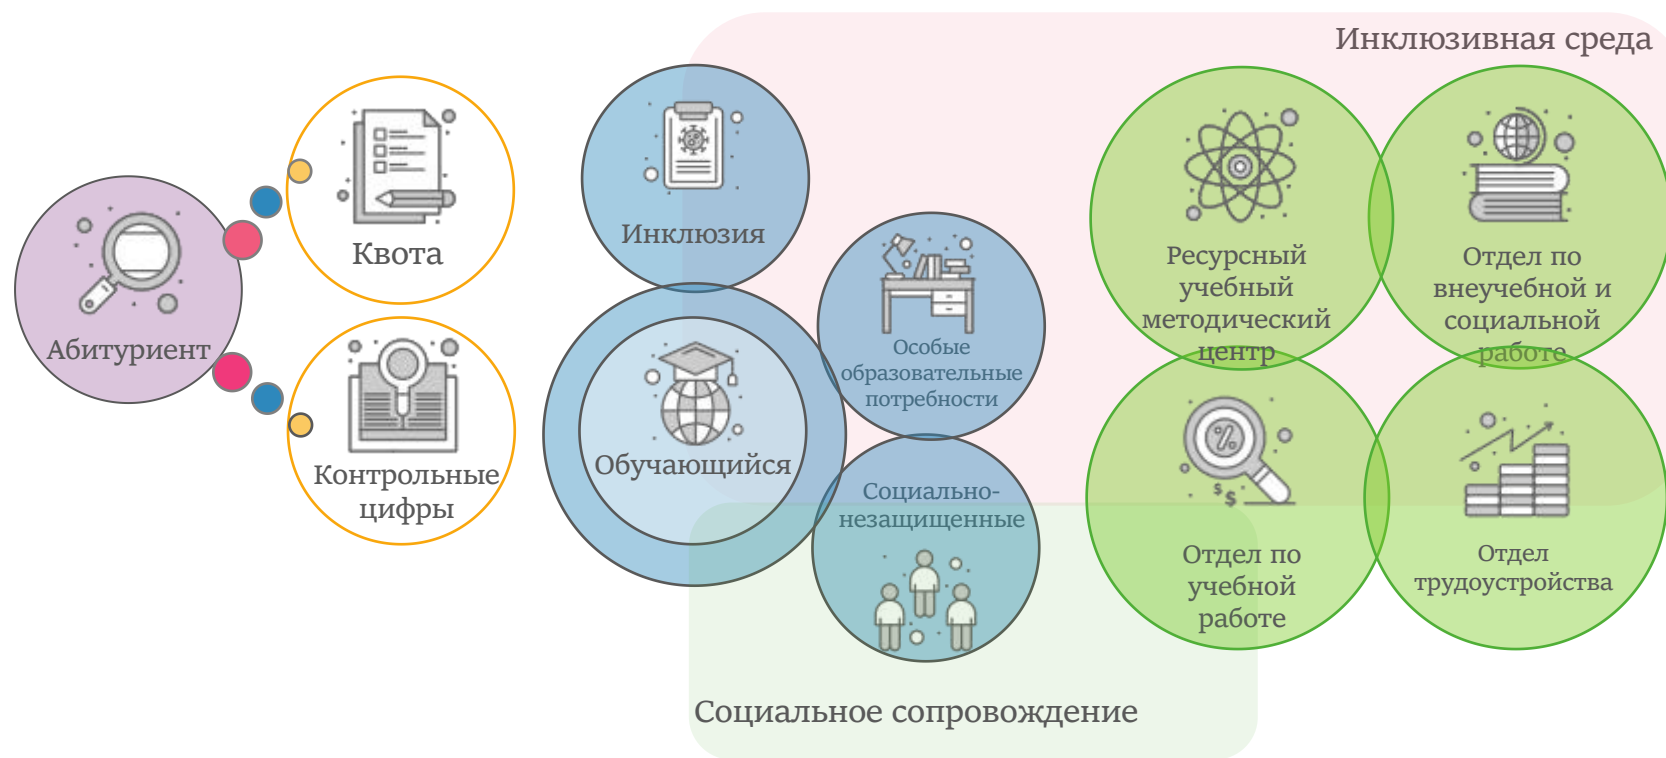 Инклюзивная среда
Абитуриент
Квота
Контрольные
цифры
Инклюзия
Обучающийся
Особые
образовательные
потребности
Социально-
незащищенные
Ресурсный
учебный
методический
центр
Отдел по
внеучебной и
социальной
работе
Отдел по
учебной
работе
Отдел
трудоустройства
Социальное сопровождение